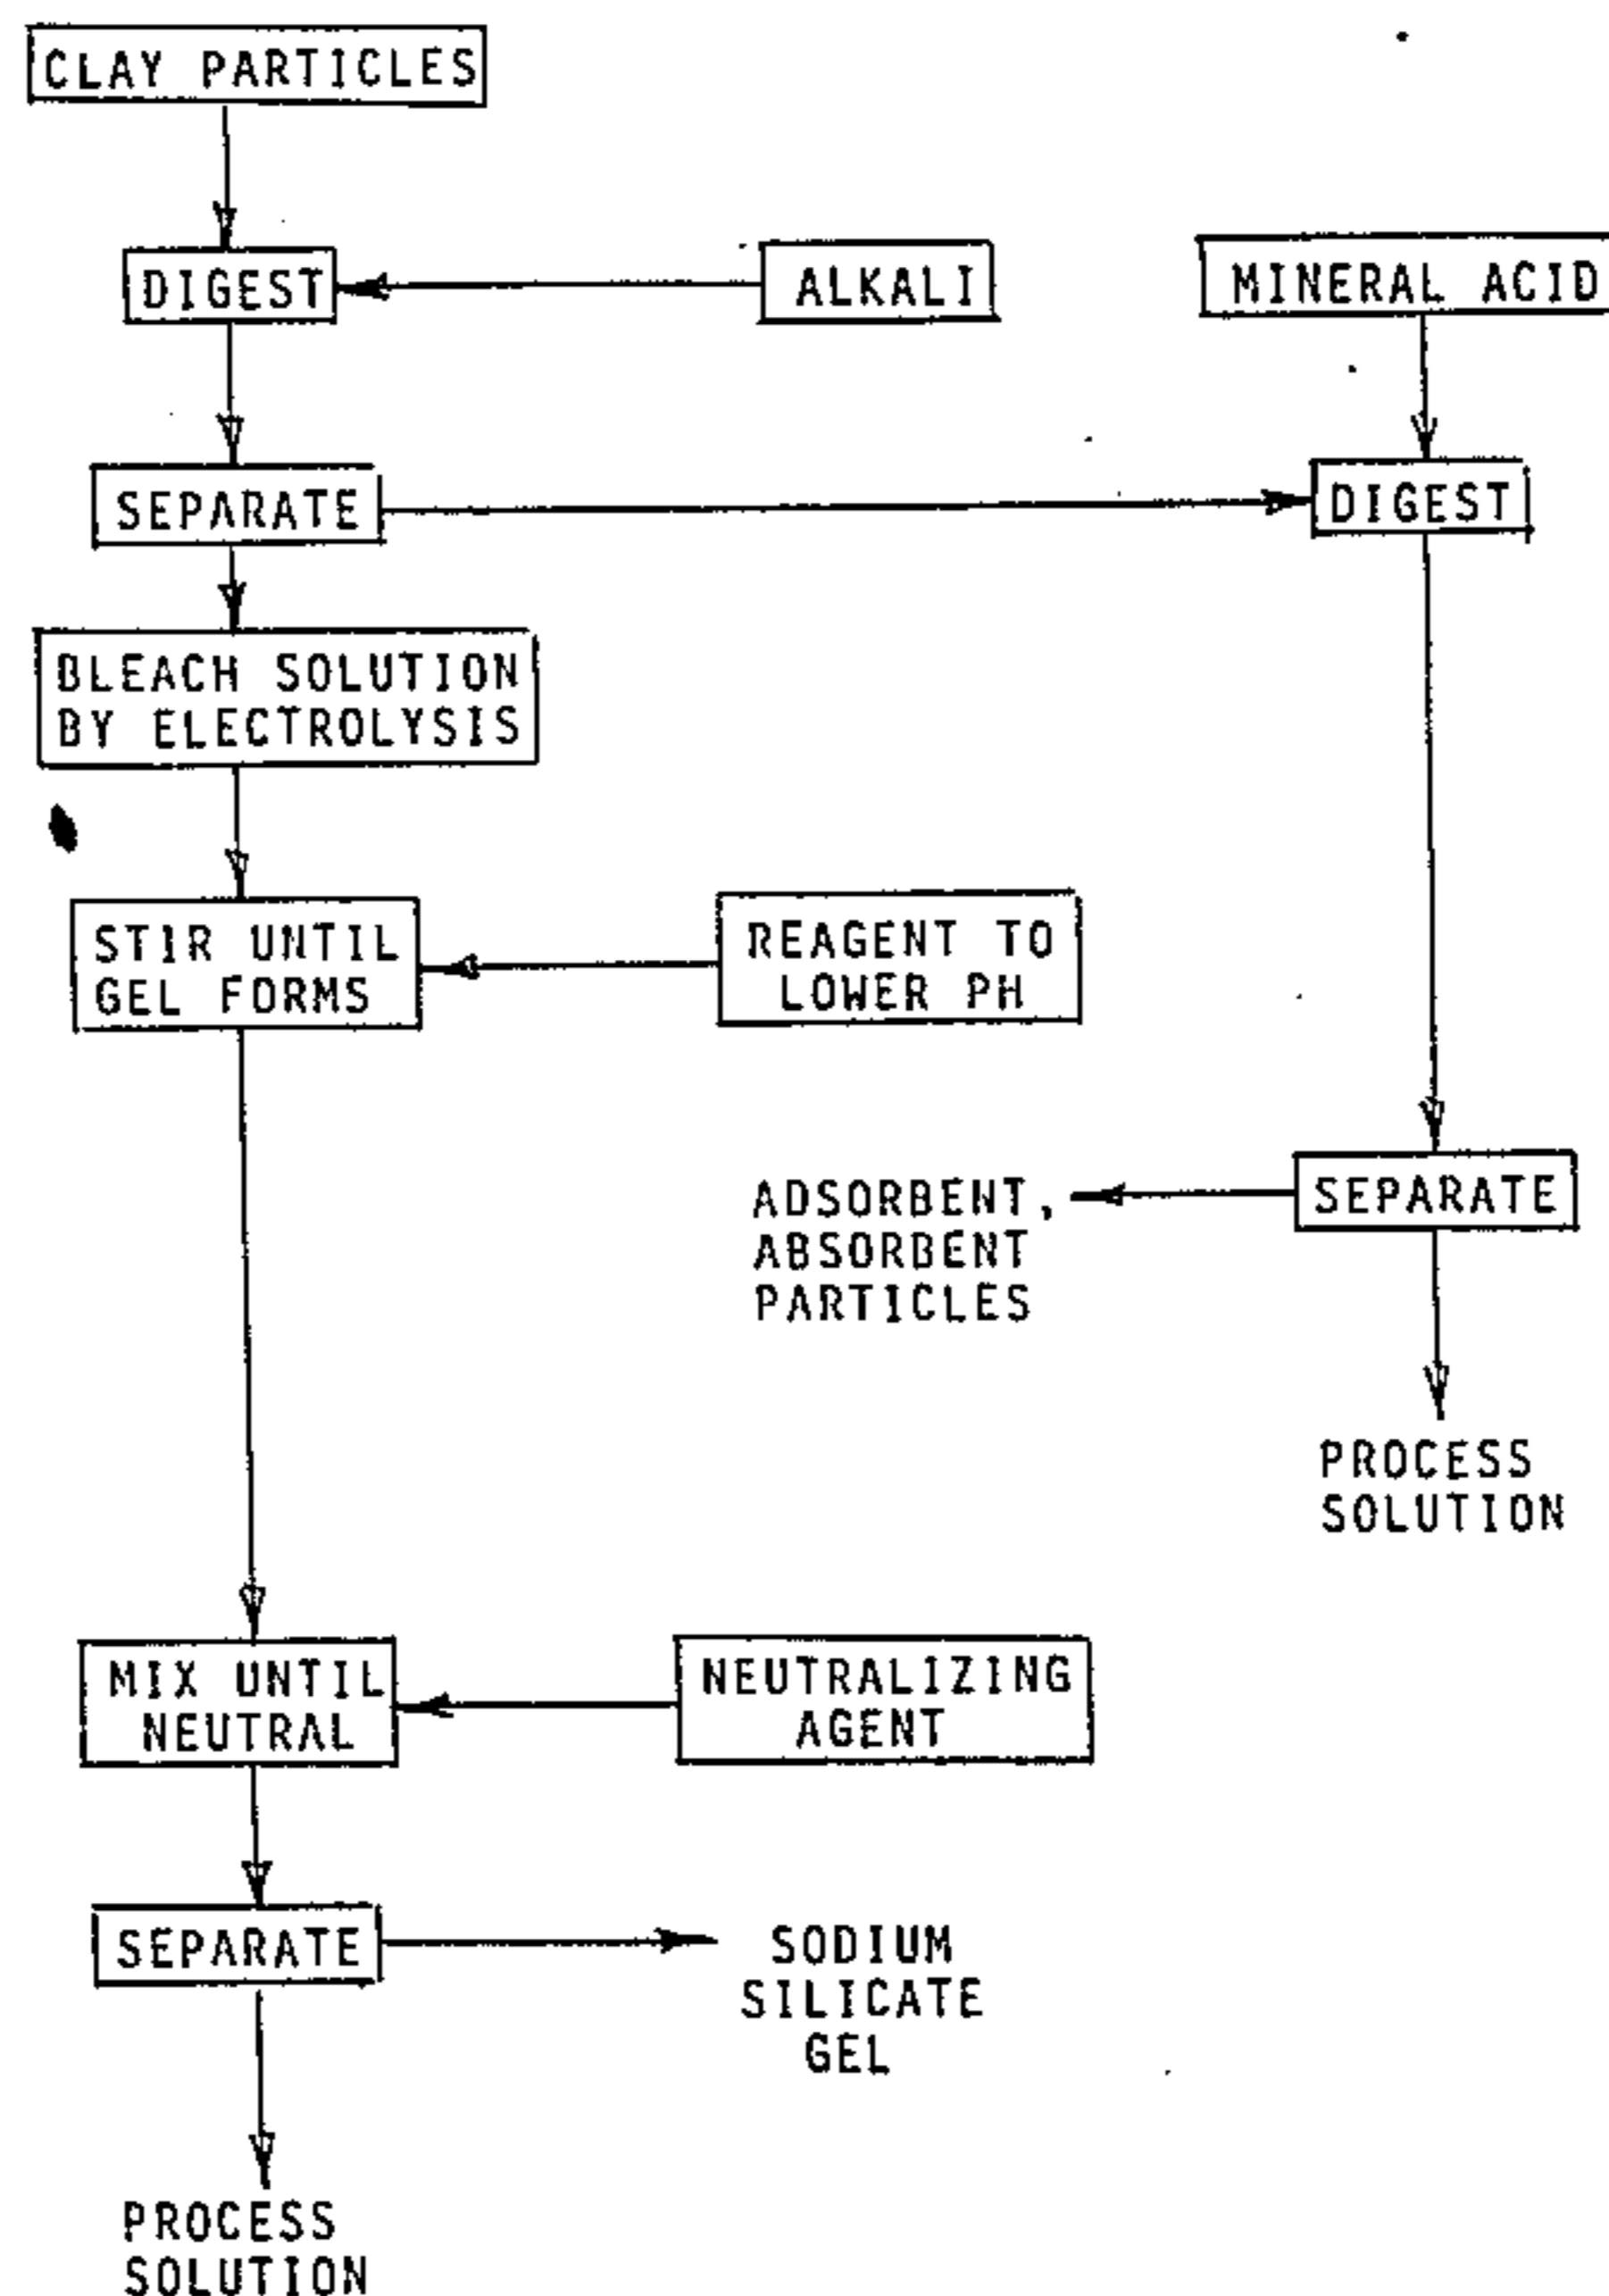 CLAY PARTICLES
DIGEST
ALKALI
MINERAL ACID
SEPARATE
DIGEST
BLEACH SOLUTION
BY ELECTROLYSIS
STIR UNTIL
GEL FORMS
REAGENT TO
LOWER PH
ADSORBENT,
ABSORBENT
PARTICLES
SEPARATE
PROCESS
SOLUTION
MIX UNTIL
NEUTRAL
NEUTRALIZING
AGENT
SEPARATE
SODIUM
SILICATE
GEL
PROCESS
SOLUTION